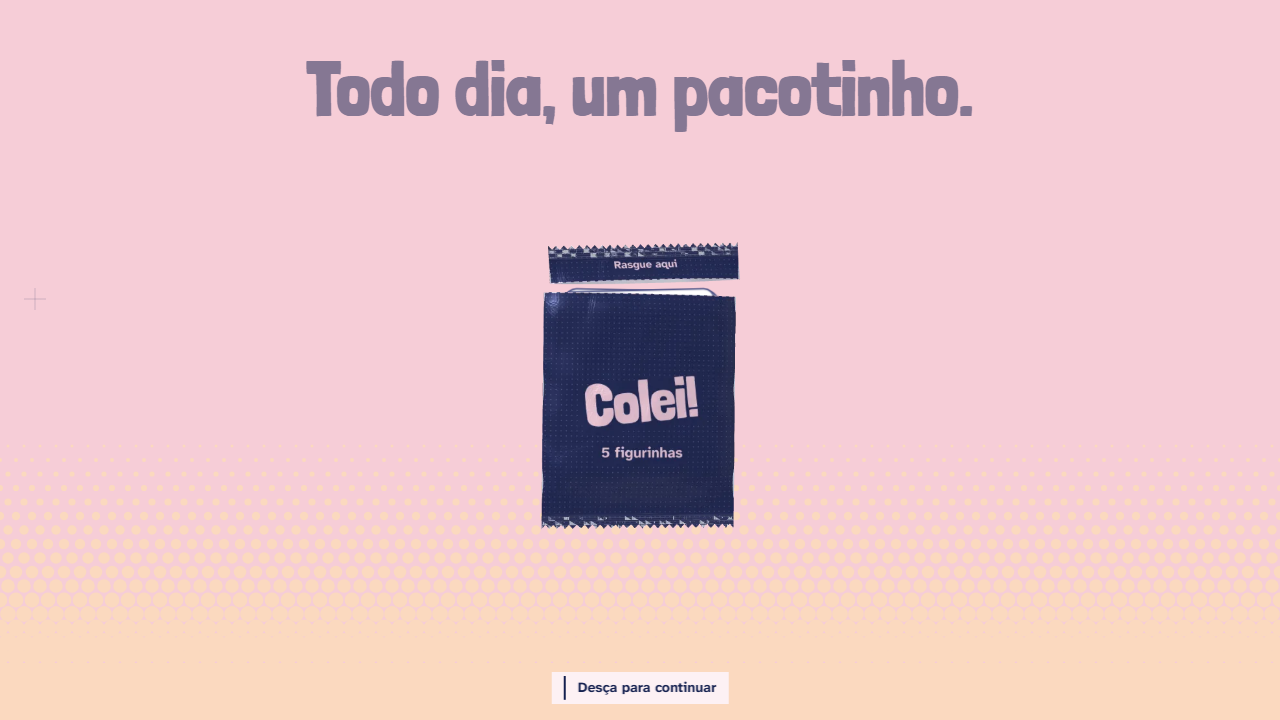 Todo dia, um pacotinho.
Rasgue aqui
Colei!
5 figurinhas
Desça para continuar